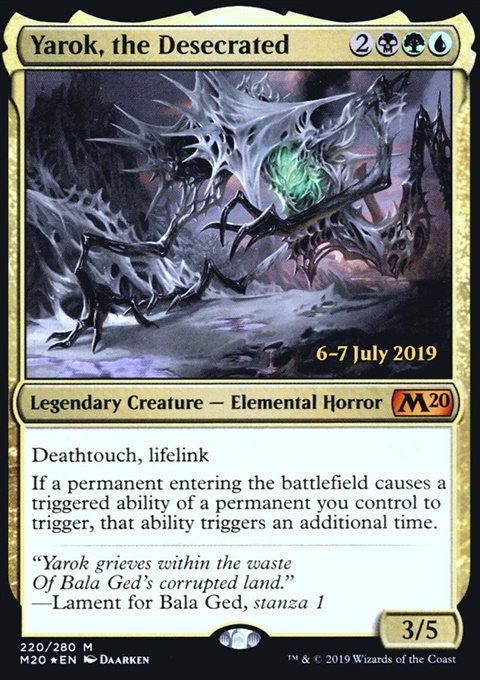 Yarok, the Desecrated 2
6–7 July 2019
Legendary Creature — Elemental Horror M20
Deathtouch, lifelink
If a permanent entering the battlefield causes a
triggered ability of a permanent you control to
trigger, that ability triggers an additional time.
“Yarok grieves within the waste
Of Bala Ged’s corrupted land.”
—Lament for Bala Ged, stanza 1
3/5
220/280 M
M20 ★ EN Daarken
™ & © 2019 Wizards of the Coast